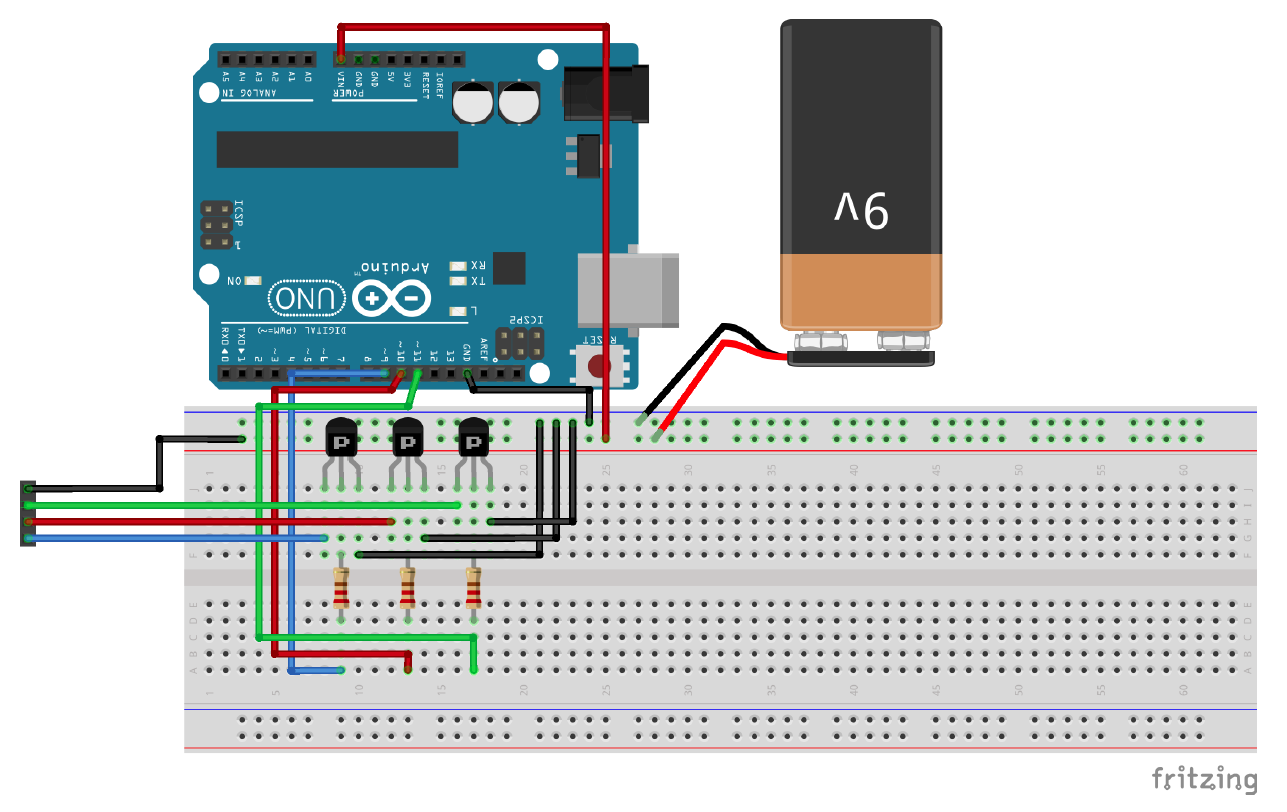 A5 A4 A3 A2 A1 A0
VIN GND GND 5V 3V3 RESET IOREF
ANALOG IN
POWER
ICSP
1
9V
RX
TX
L
ON
Arduino
TM
UNO
ICSP2
DIGITAL (PWM=~)
RX0◀0 TX0▶1 2 ~3 4 ~5 ~6 7 8 ~9 ~10 ~11 12 13 GND AREF
RESET
P P P
1 5 10 15 20 25 30 35 40 45 50 55 60
J J
I I
H H
G G
F F
E E
D D
C C
B B
A A
1 5 10 15 20 25 30 35 40 45 50 55 60
fritzing